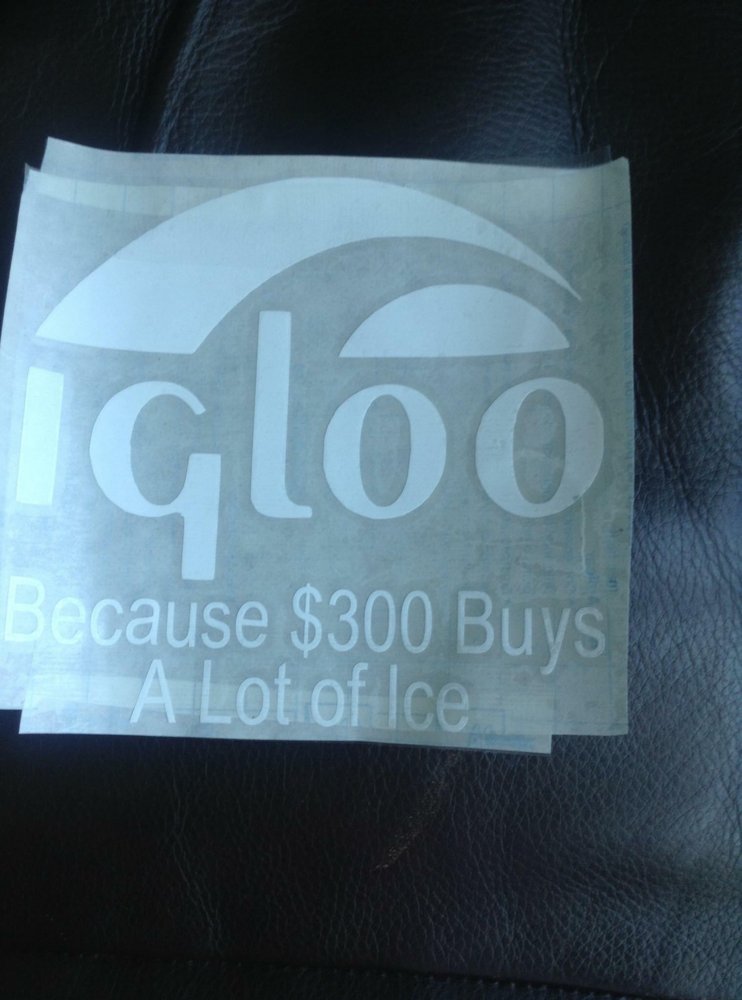 igloo
Because $300 Buys
A Lot of Ice